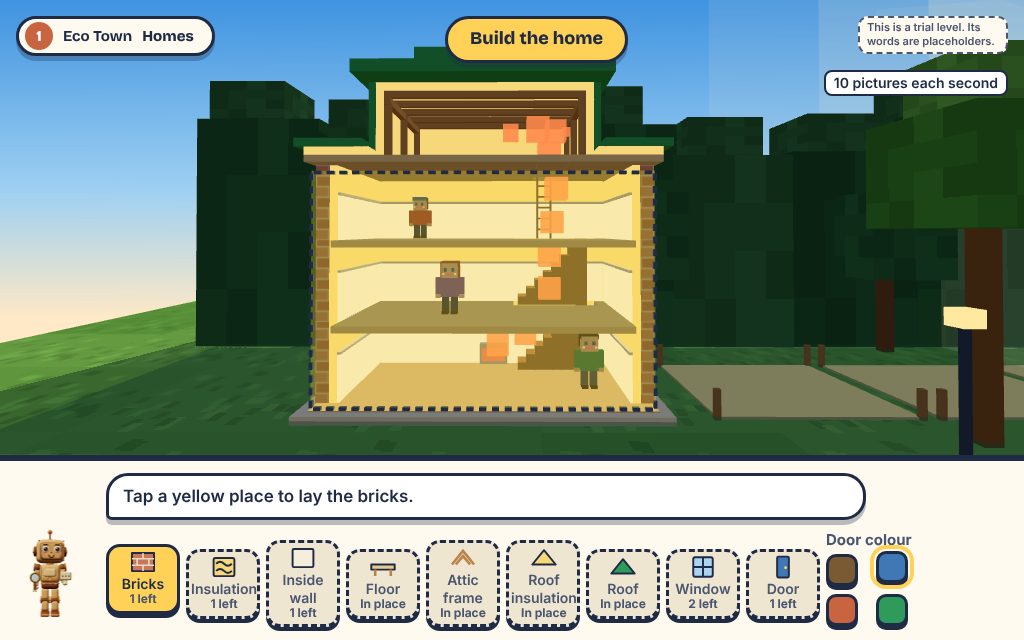 1 Eco Town Homes
Build the home
This is a trial level. Its
words are placeholders.
10 pictures each second
Tap a yellow place to lay the bricks.
Door colour
Bricks
1 left
Insulation
1 left
Inside
wall
1 left
Floor
In place
Attic
frame
In place
Roof
insulation
In place
Roof
In place
Window
2 left
Door
1 left